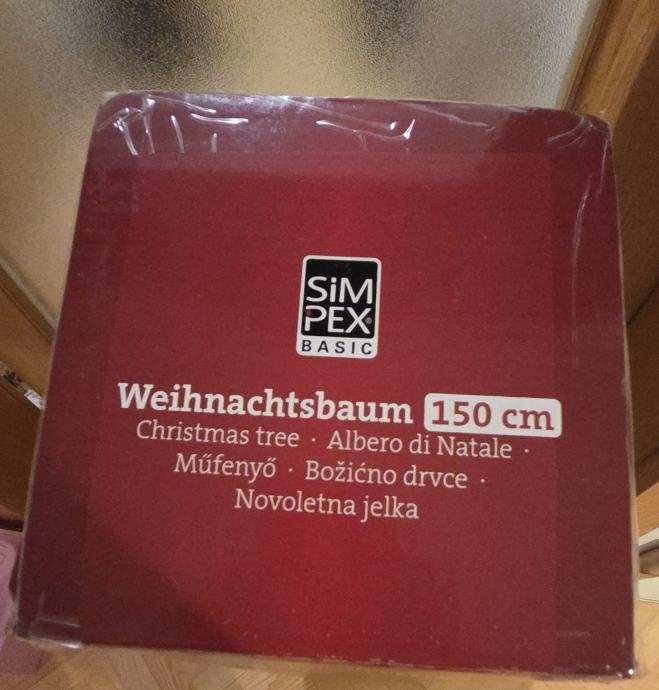 SiM
PEX®
BASIC
Weihnachtsbaum 150 cm
Christmas tree · Albero di Natale ·
Műfenyő · Božićno drvce ·
Novoletna jelka